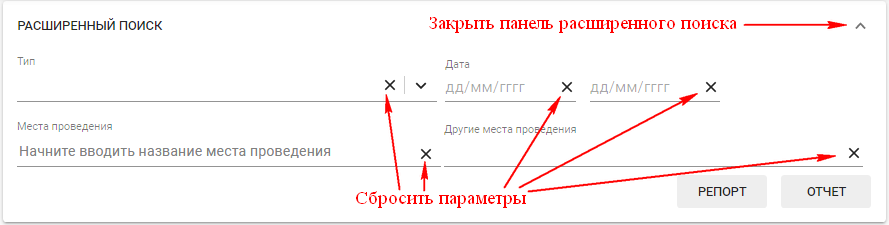 РАСШИРЕННЫЙ ПОИСК
Закрыть панель расширенного поиска
Тип
Дата
ДД/ММ/ГГГГ
ДД/ММ/ГГГГ
Места проведения
Другие места проведения
Начните вводить название места проведения
Сбросить параметры
РЕПОРТ
ОТЧЕТ